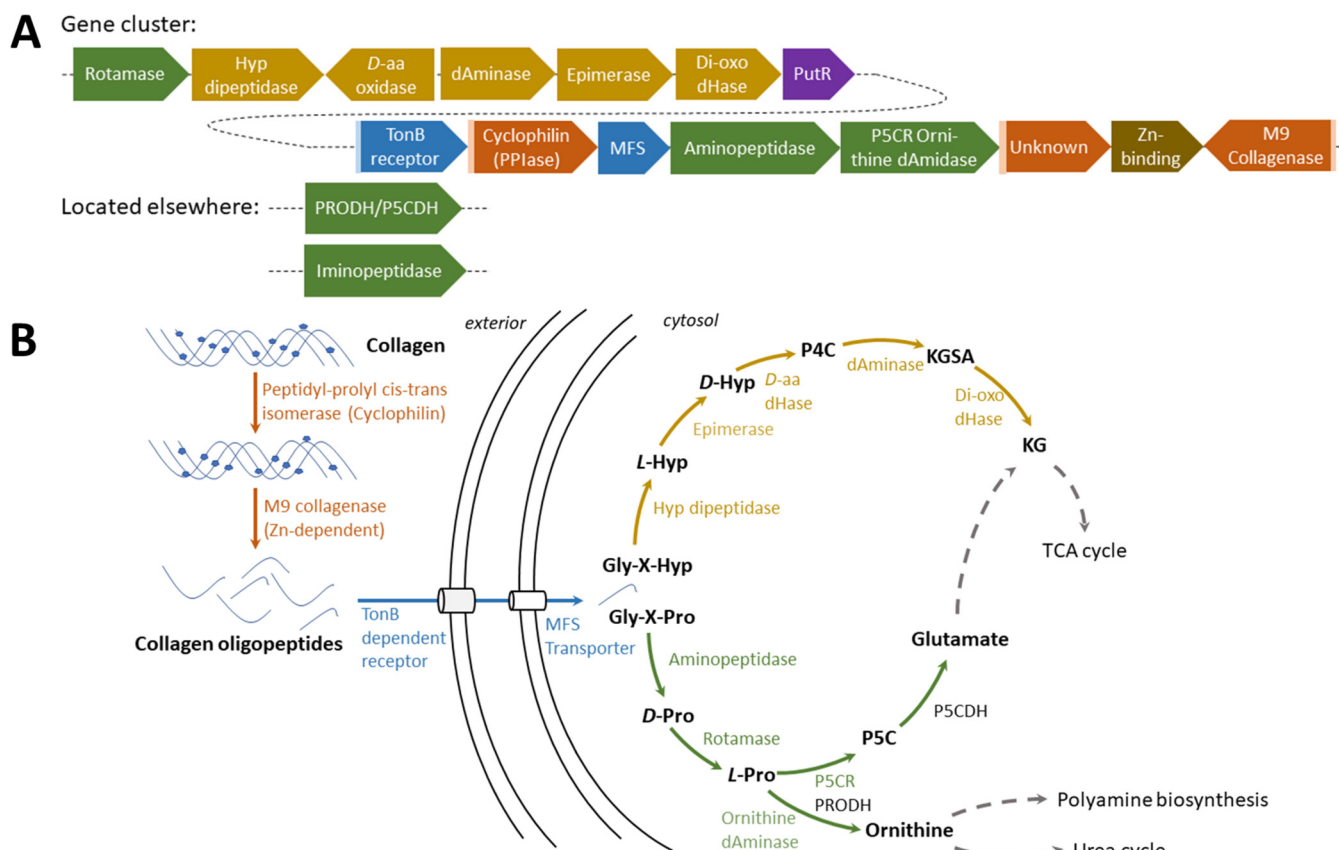 A
Gene cluster:
Rotamase
Hyp
dipeptidase
D-aa
oxidase
dAminase
Epimerase
Di-oxo
dHase
PutR
TonB
receptor
Cyclophilin
(PPIase)
MFS
Aminopeptidase
P5CR Orni-
thine dAmidase
Unknown
Zn-
binding
M9
Collagenase
Located elsewhere:
PRODH/P5CDH
Iminopeptidase
B
exterior
cytosol
Collagen
Peptidyl-prolyl cis-trans
isomerase (Cyclophilin)
M9 collagenase
(Zn-dependent)
Collagen oligopeptides
TonB
dependent
receptor
MFS
Transporter
Gly-X-Hyp
Hyp dipeptidase
L-Hyp
Epimerase
D-Hyp
D-aa
dHase
P4C
dAminase
KGSA
Di-oxo
dHase
KG
TCA cycle
Gly-X-Pro
Aminopeptidase
D-Pro
Rotamase
L-Pro
P5CR
PRODH
P5C
P5CDH
Glutamate
Ornithine
dAminase
Ornithine
Polyamine biosynthesis
Urea cycle